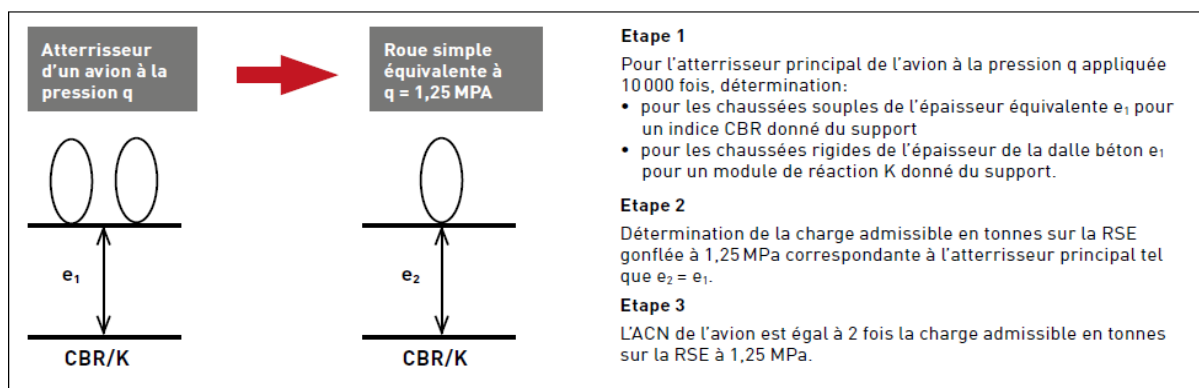 Atterrisseur
d'un avion à la
pression q
Roue simple
équivalente à
q = 1,25 MPA
e₁
CBR/K
e₂
CBR/K
Etape 1
Pour l'atterrisseur principal de l'avion à la pression q appliquée
10 000 fois, détermination:
• pour les chaussées souples de l'épaisseur équivalente e₁ pour
un indice CBR donné du support
• pour les chaussées rigides de l'épaisseur de la dalle béton e₁
pour un module de réaction K donné du support.
Etape 2
Détermination de la charge admissible en tonnes sur la RSE
gonflée à 1,25 MPa correspondante à l'atterrisseur principal tel
que e₂ = e₁.
Etape 3
L'ACN de l'avion est égal à 2 fois la charge admissible en tonnes
sur la RSE à 1,25 MPa.